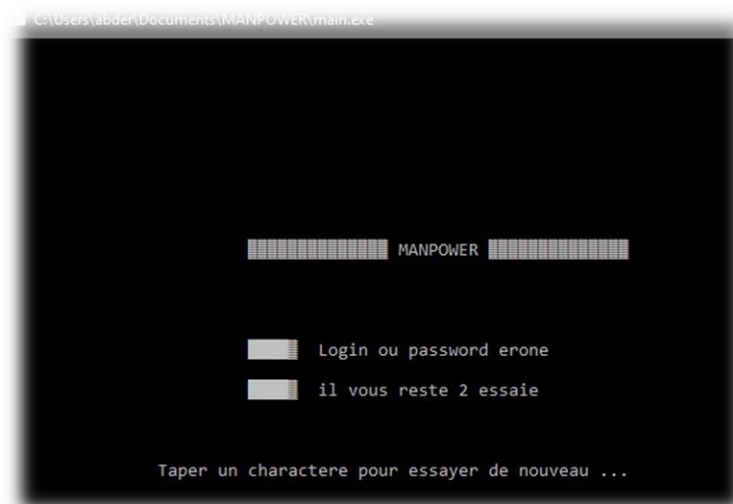 C:\Users\abder\Documents\MANPOWER\main.exe
MANPOWER
Login ou password erone
il vous reste 2 essaie
Taper un charactere pour essayer de nouveau ...